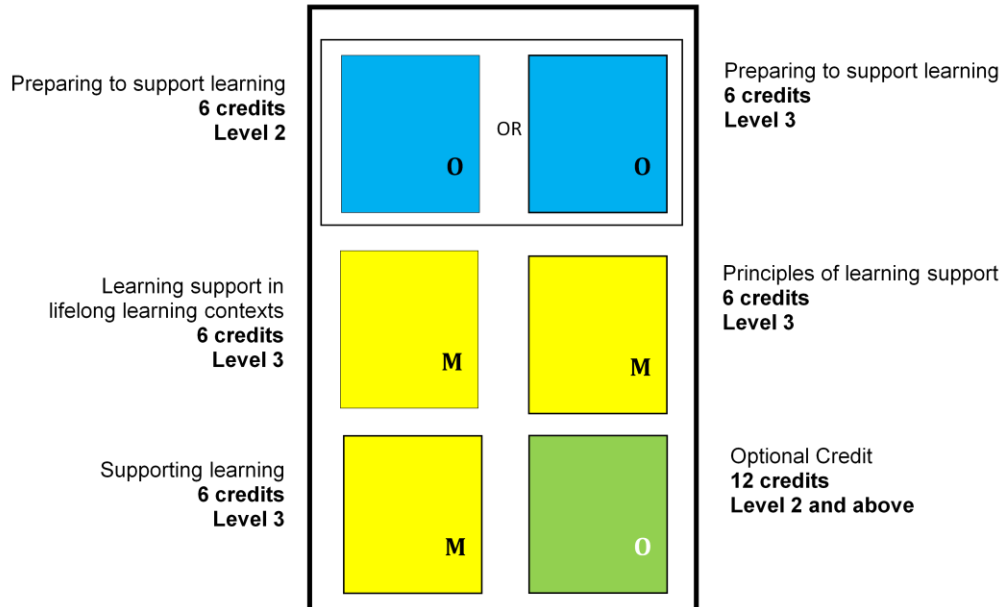 Preparing to support learning
6 credits
Level 2
O
OR
O
Preparing to support learning
6 credits
Level 3
Learning support in
lifelong learning contexts
6 credits
Level 3
M
M
Principles of learning support
6 credits
Level 3
Supporting learning
6 credits
Level 3
M
O
Optional Credit
12 credits
Level 2 and above